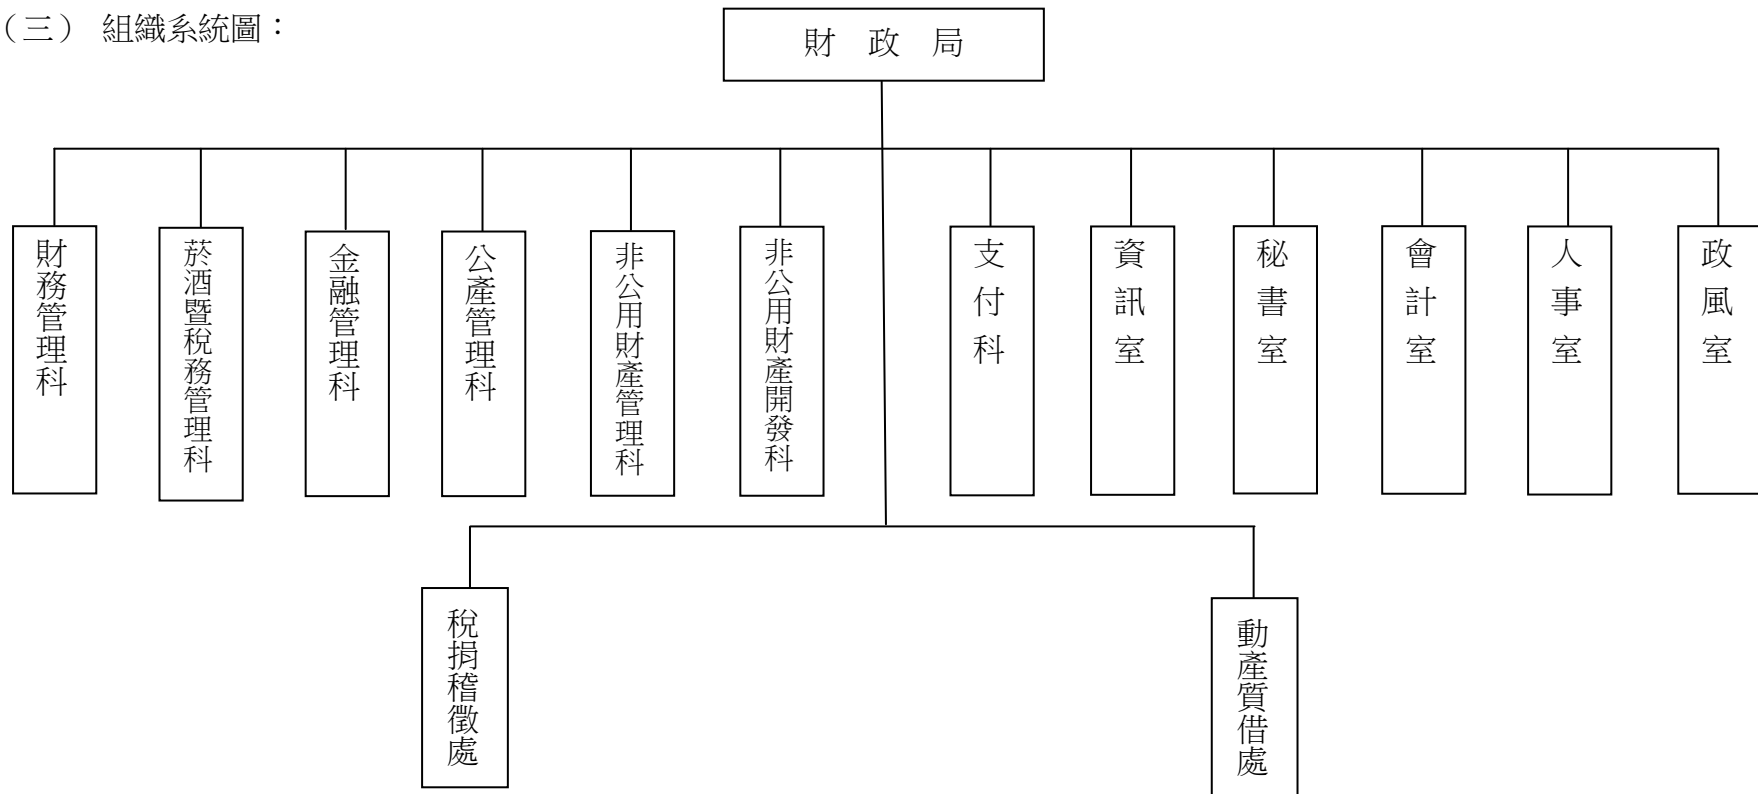 （三） 組織系統圖：
財 政 局
財務管理科
菸酒暨稅務管理科
金融管理科
公產管理科
非公用財產管理科
非公用財產開發科
支付科
資訊室
秘書室
會計室
人事室
政風室
稅捐稽徵處
動產質借處